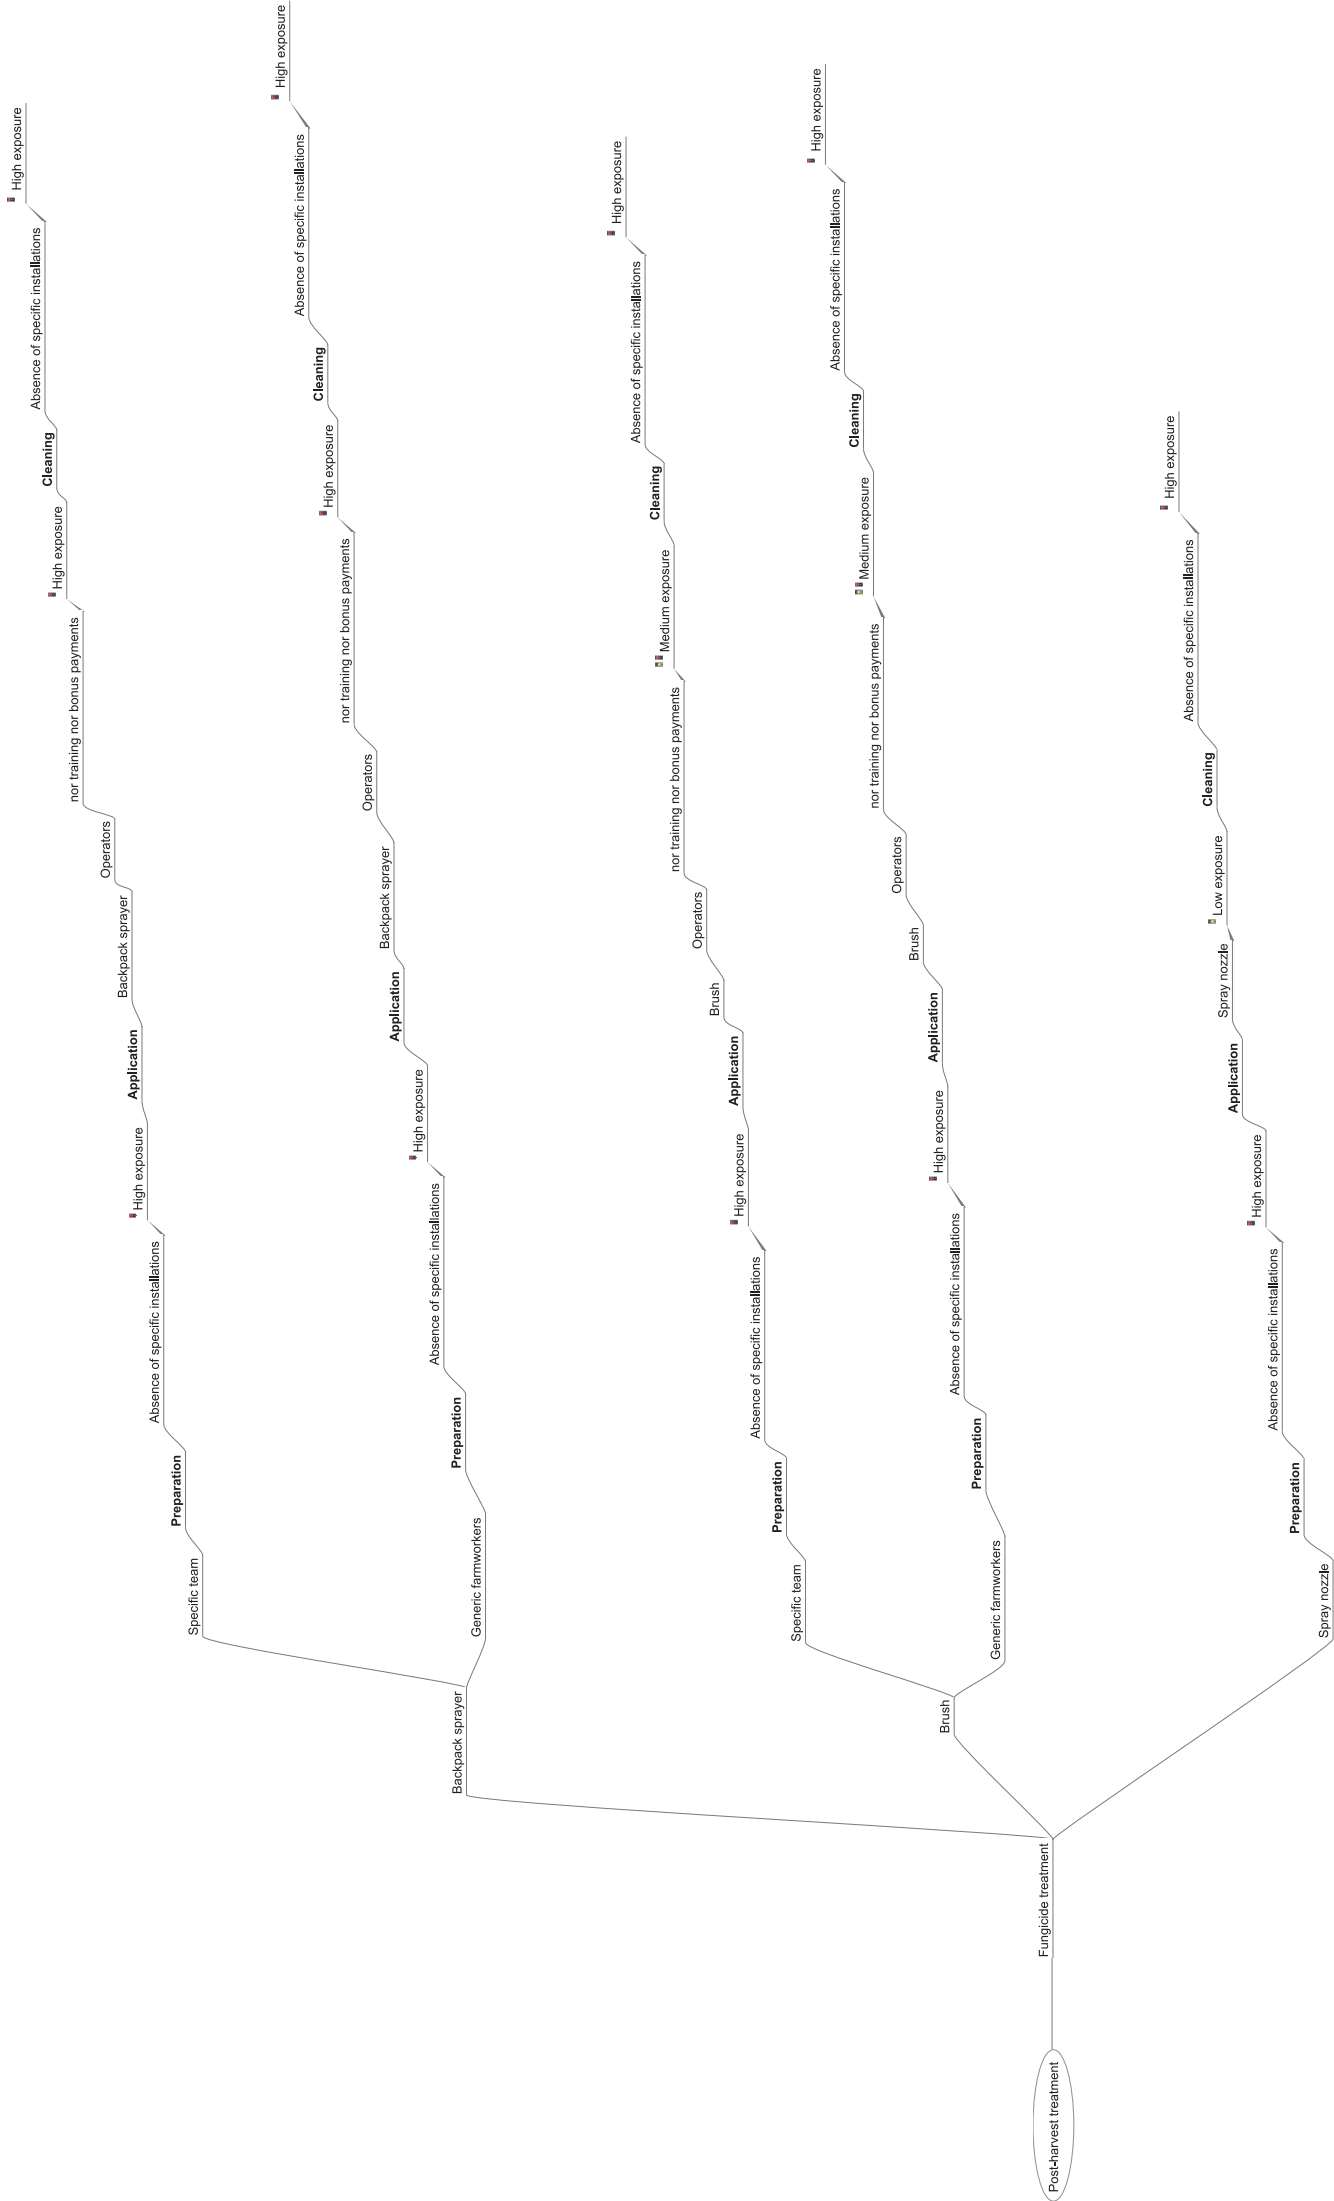 Post-harvest treatment
Fungicide treatment
Backpack sprayer
Specific team
Preparation
Absence of specific installations
High exposure
Application
Backpack sprayer
Operators
nor training nor bonus payments
High exposure
Cleaning
Absence of specific installations
High exposure
Generic farmworkers
Preparation
Absence of specific installations
High exposure
Application
Backpack sprayer
Operators
nor training nor bonus payments
High exposure
Cleaning
Absence of specific installations
High exposure
Brush
Specific team
Preparation
Absence of specific installations
High exposure
Application
Brush
Operators
nor training nor bonus payments
Medium exposure
Cleaning
Absence of specific installations
High exposure
Generic farmworkers
Preparation
Absence of specific installations
High exposure
Application
Brush
Operators
nor training nor bonus payments
Medium exposure
Cleaning
Absence of specific installations
High exposure
Spray nozzle
Preparation
Absence of specific installations
High exposure
Application
Spray nozzle
Low exposure
Cleaning
Absence of specific installations
High exposure